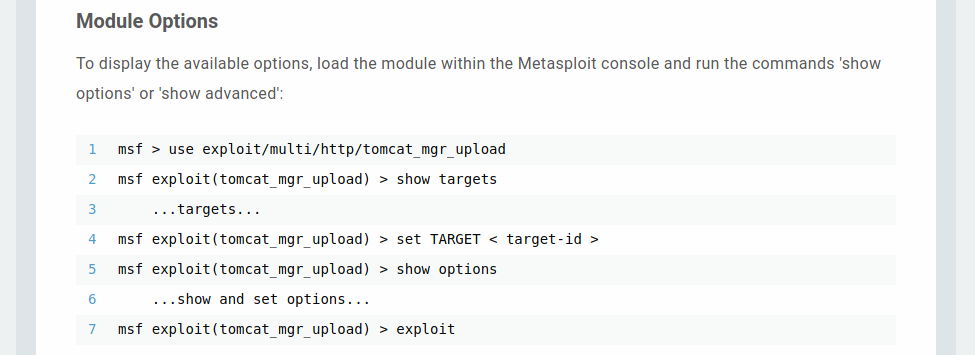 Module Options
To display the available options, load the module within the Metasploit console and run the commands 'show
options' or 'show advanced':
1 msf > use exploit/multi/http/tomcat_mgr_upload
2 msf exploit(tomcat_mgr_upload) > show targets
3     ...targets...
4 msf exploit(tomcat_mgr_upload) > set TARGET < target-id >
5 msf exploit(tomcat_mgr_upload) > show options
6     ...show and set options...
7 msf exploit(tomcat_mgr_upload) > exploit